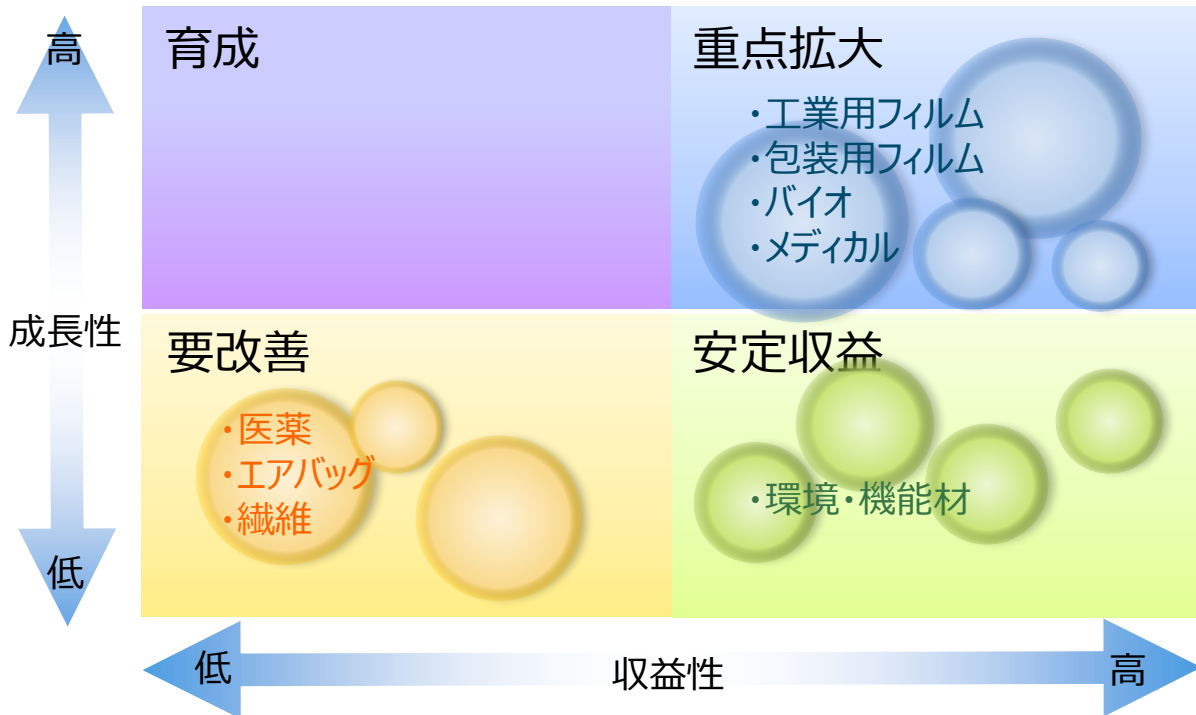 高
育成
重点拡大
・工業用フィルム
・包装用フィルム
・バイオ
・メディカル
成長性
要改善
安定収益
・医薬
・エアバッグ
・繊維
・環境・機能材
低
低
収益性
高